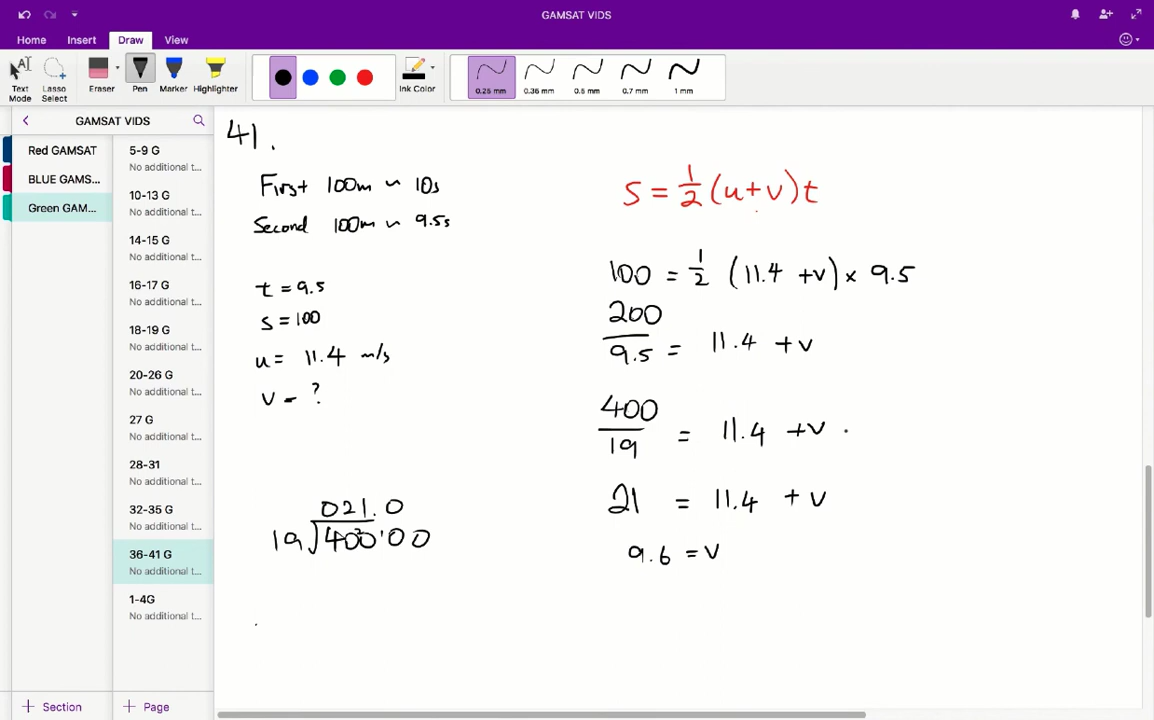 GAMSAT VIDS
Home Insert Draw View
Text Mode
Lasso Select
Eraser
Pen
Marker
Highlighter
Ink Color
0.25 mm
0.35 mm
0.5 mm
0.7 mm
1 mm
GAMSAT VIDS
Red GAMSAT
BLUE GAMS...
Green GAM...
5-9 G
No additional t...
10-13 G
No additional t...
14-15 G
No additional t...
16-17 G
No additional t...
18-19 G
No additional t...
20-26 G
No additional t...
27 G
No additional t...
28-31
No additional t...
32-35 G
No additional t...
36-41 G
No additional t...
1-4G
No additional t...
+ Section
+ Page
41.
First 100m ~ 10s
Second 100m ~ 9.5s
t = 9.5
s = 100
u = 11.4 m/s
v = ?
021.0
19 400.00
s = 1/2 (u+v)t
100 = 1/2 (11.4 +v) × 9.5
200/9.5 = 11.4 +v
400/19 = 11.4 +v
21 = 11.4 + v
9.6 = v